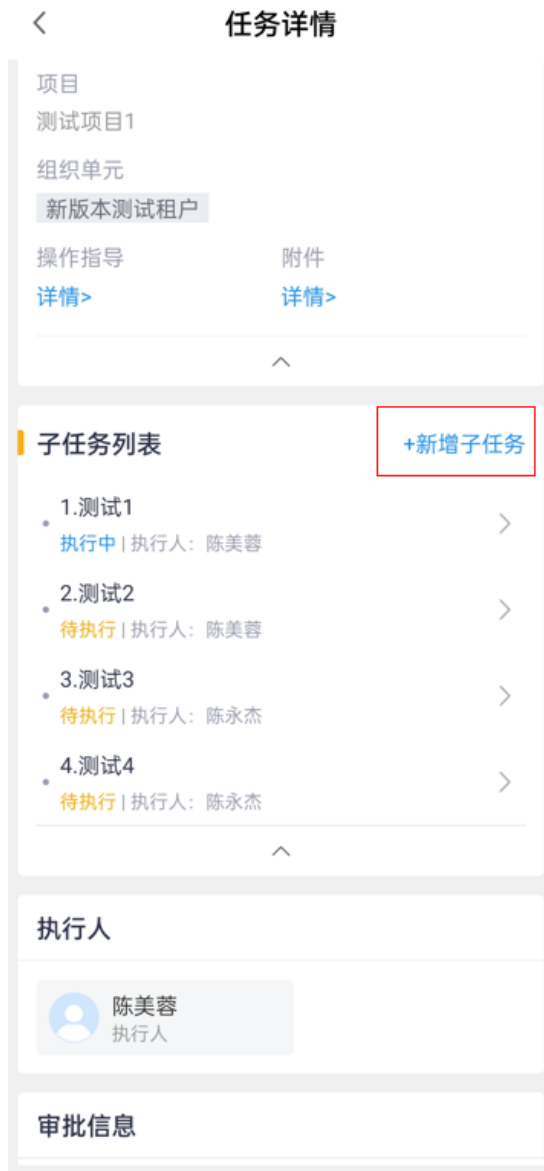 任务详情
项目
测试项目1
组织单元
新版本测试租户
操作指导 附件
详情> 详情>
子任务列表 +新增子任务
1.测试1
执行中 | 执行人：陈美蓉
2.测试2
待执行 | 执行人：陈美蓉
3.测试3
待执行 | 执行人：陈永杰
4.测试4
待执行 | 执行人：陈永杰
执行人
陈美蓉
执行人
审批信息